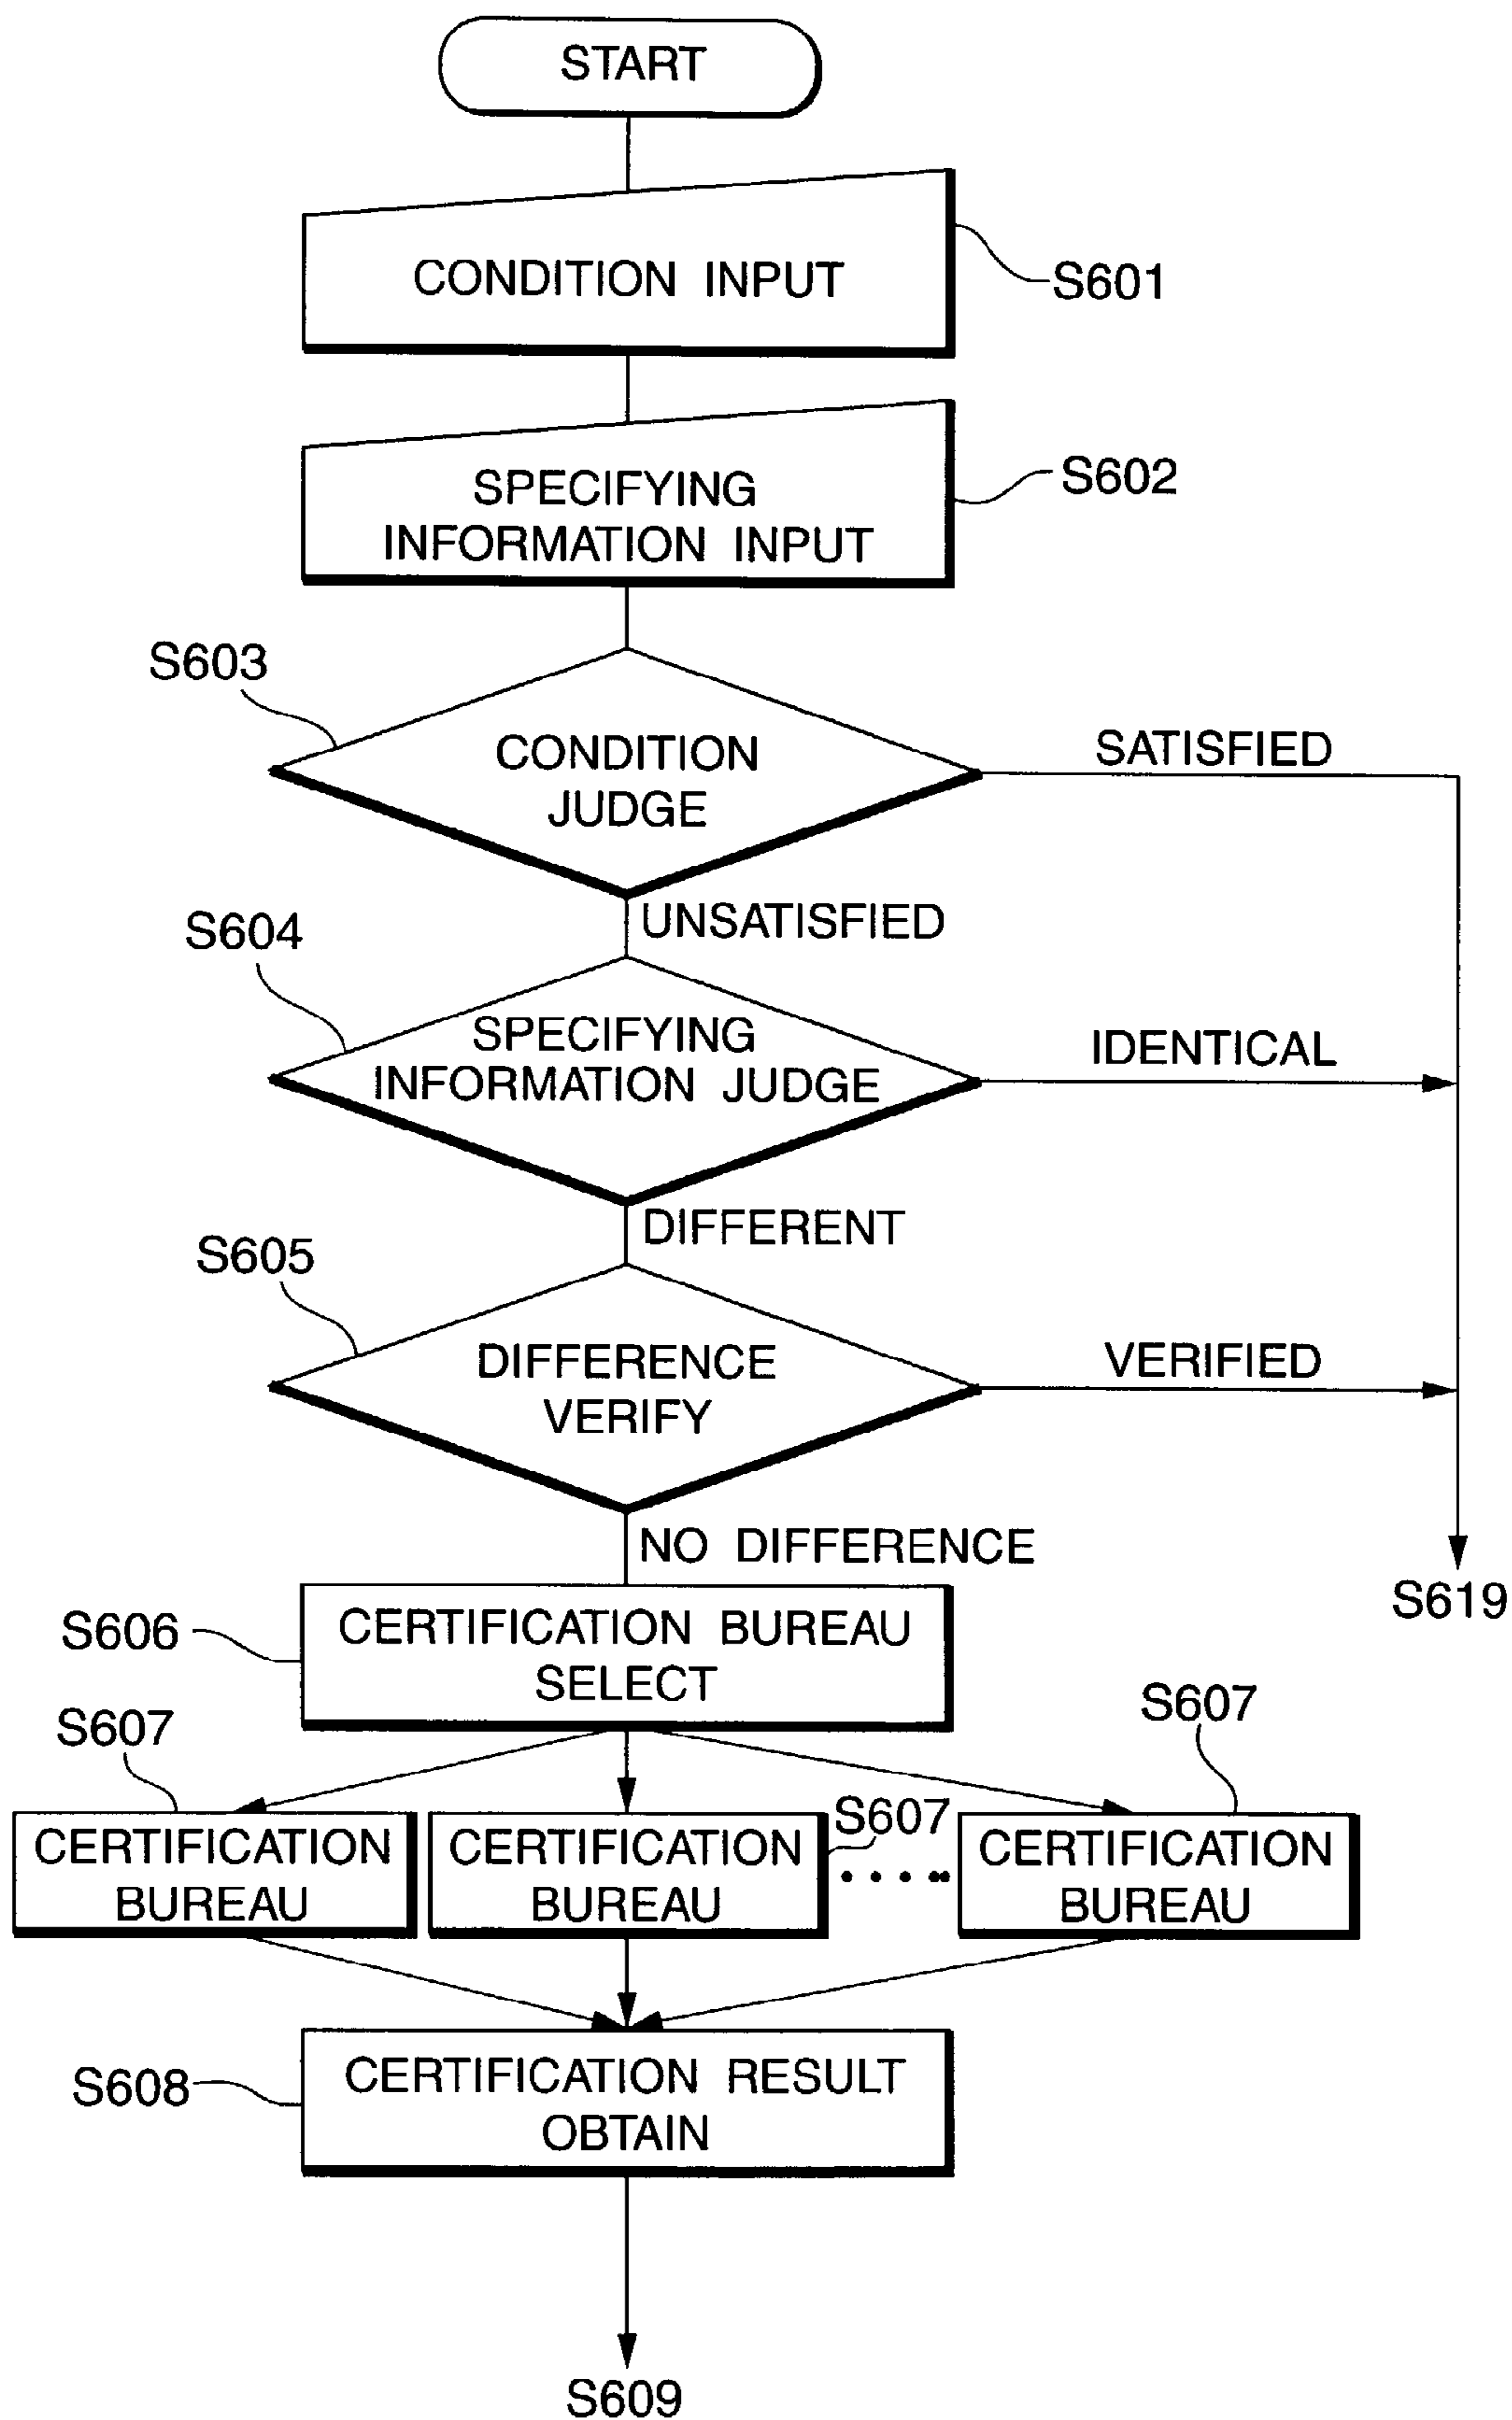 START
CONDITION INPUT
S601
SPECIFYING
INFORMATION INPUT
S602
S603
CONDITION
JUDGE
SATISFIED
UNSATISFIED
S604
SPECIFYING
INFORMATION JUDGE
IDENTICAL
DIFFERENT
S605
DIFFERENCE
VERIFY
VERIFIED
NO DIFFERENCE
S619
S606
CERTIFICATION BUREAU
SELECT
S607
S607
S607
CERTIFICATION
BUREAU
CERTIFICATION
BUREAU
CERTIFICATION
BUREAU
S608
CERTIFICATION RESULT
OBTAIN
S609